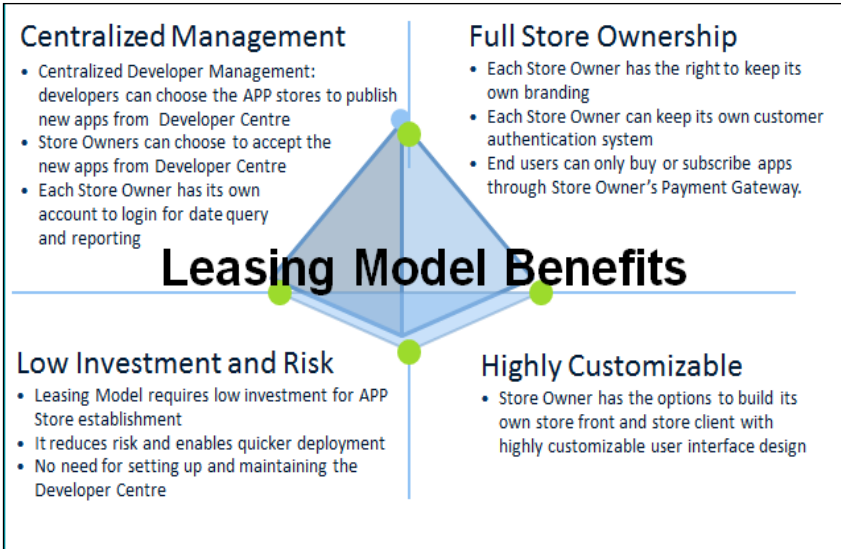 Centralized Management
• Centralized Developer Management:
developers can choose the APP stores to publish
new apps from Developer Centre
• Store Owners can choose to accept the
new apps from Developer Centre
• Each Store Owner has its own
account to login for date query
and reporting
Full Store Ownership
• Each Store Owner has the right to keep its
own branding
• Each Store Owner can keep its own customer
authentication system
• End users can only buy or subscribe apps
through Store Owner's Payment Gateway.
Leasing Model Benefits
Low Investment and Risk
• Leasing Model requires low investment for APP
Store establishment
• It reduces risk and enables quicker deployment
• No need for setting up and maintaining the
Developer Centre
Highly Customizable
• Store Owner has the options to build its
own store front and store client with
highly customizable user interface design